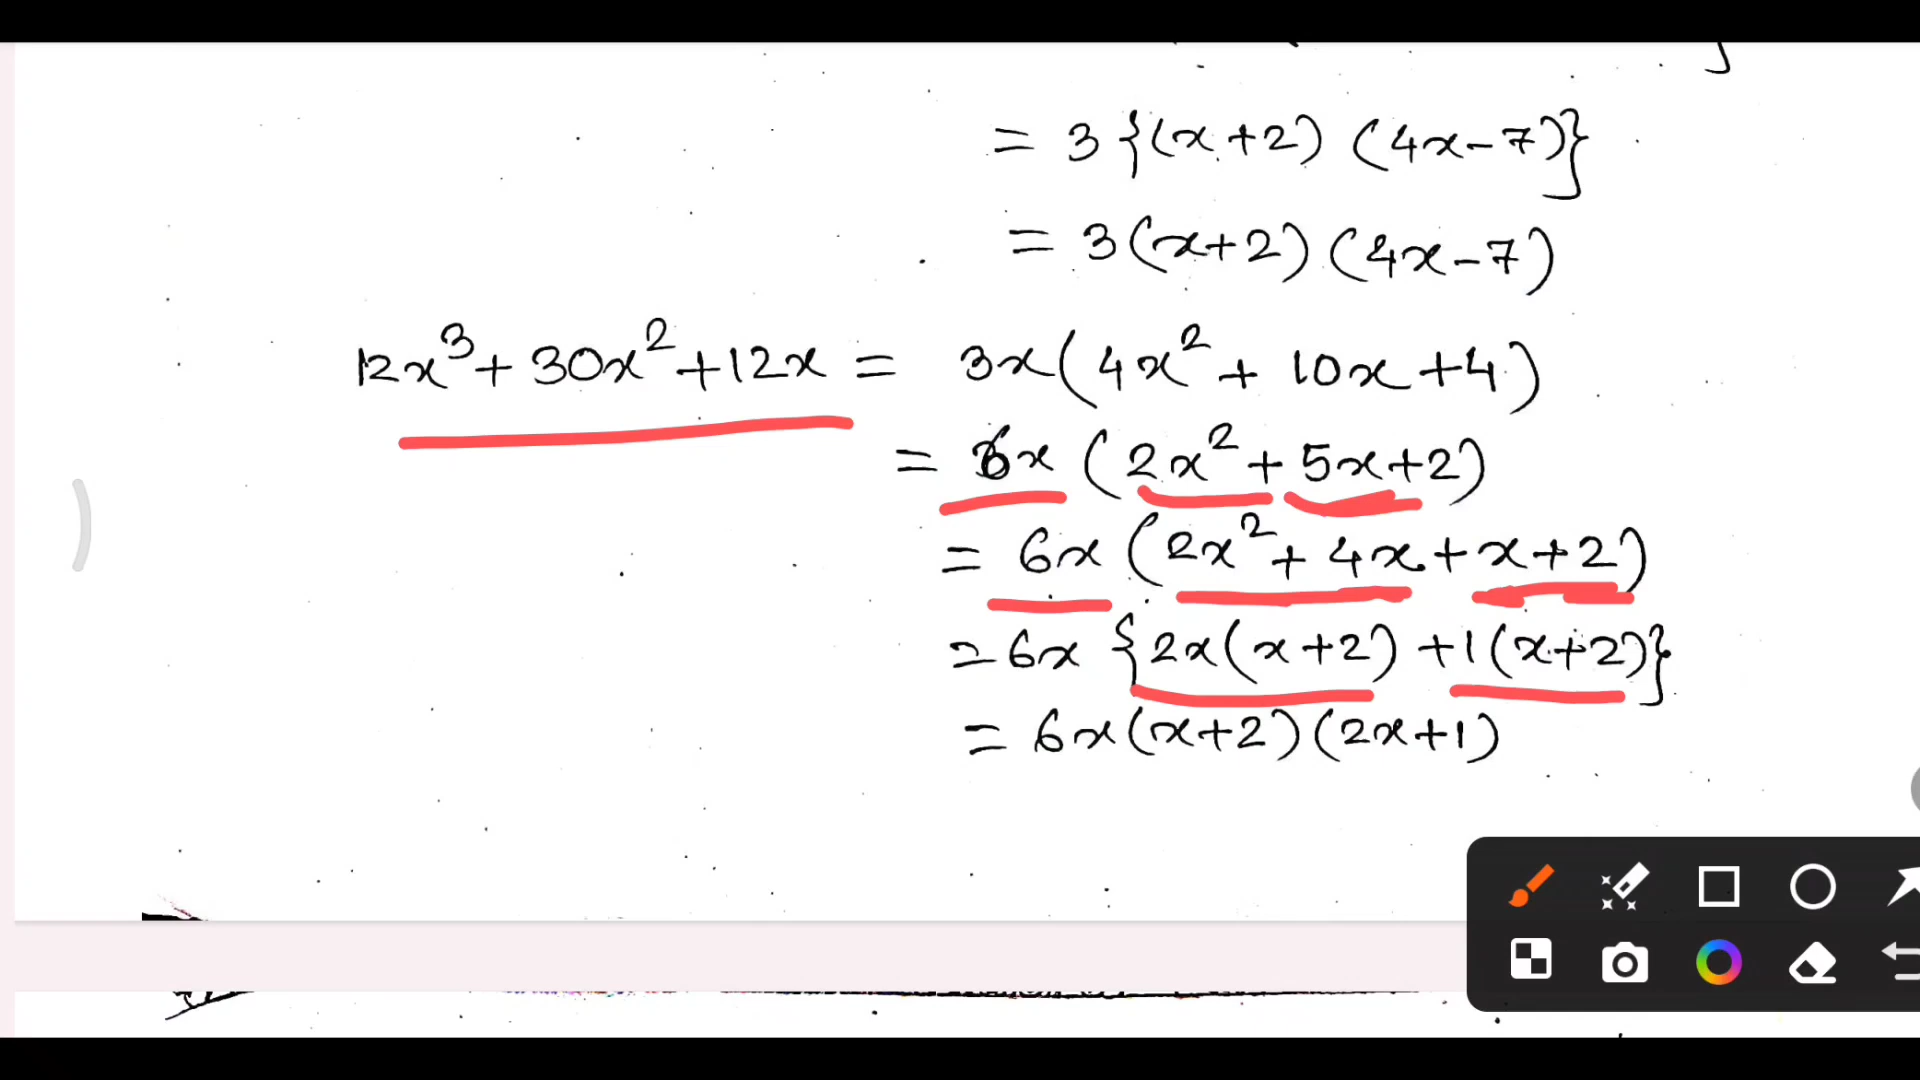 = 3{(x+2) (4x-7)}
= 3(x+2) (4x-7)
12x³+30x²+12x = 3x(4x²+10x+4)
= 6x (2x²+5x+2)
= 6x (2x²+4x+x+2)
= 6x {2x(x+2)+1(x+2)}
= 6x(x+2)(2x+1)